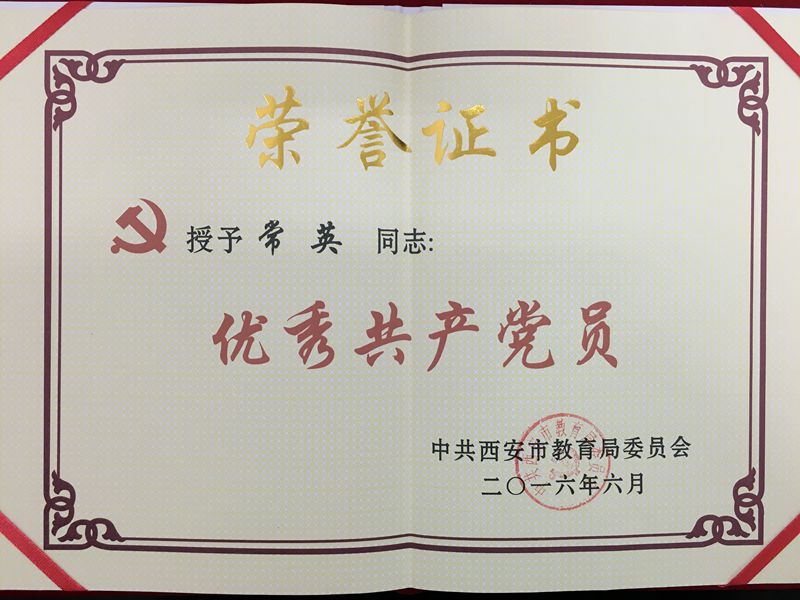 荣誉证书
授予 常英 同志:
优秀共产党员
中共西安市教育局委员会
二〇一六年六月